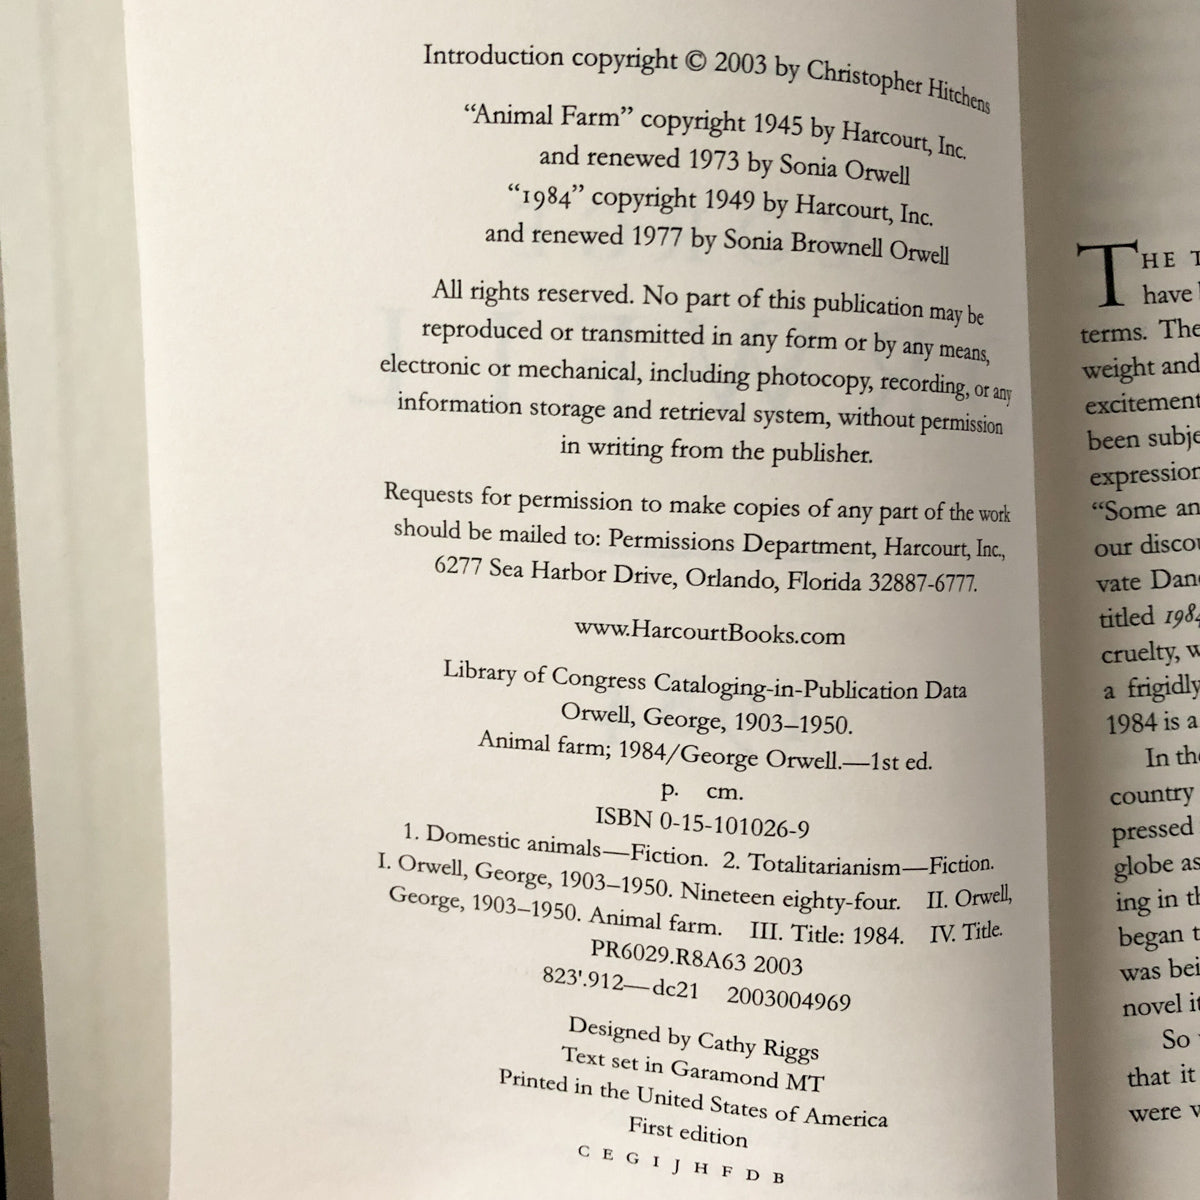 Introduction copyright © 2003 by Christopher Hitchens
“Animal Farm” copyright 1945 by Harcourt, Inc.
and renewed 1973 by Sonia Orwell
“1984” copyright 1949 by Harcourt, Inc.
and renewed 1977 by Sonia Brownell Orwell
All rights reserved. No part of this publication may be
reproduced or transmitted in any form or by any means,
electronic or mechanical, including photocopy, recording, or any
information storage and retrieval system, without permission
in writing from the publisher.
Requests for permission to make copies of any part of the work
should be mailed to: Permissions Department, Harcourt, Inc.,
6277 Sea Harbor Drive, Orlando, Florida 32887-6777.
www.HarcourtBooks.com
Library of Congress Cataloging-in-Publication Data
Orwell, George, 1903–1950.
Animal farm; 1984/George Orwell.—1st ed.
p. cm.
ISBN 0-15-101026-9
1. Domestic animals—Fiction. 2. Totalitarianism—Fiction.
I. Orwell, George, 1903–1950. Nineteen eighty-four. II. Orwell,
George, 1903–1950. Animal farm. III. Title: 1984. IV. Title.
PR6029.R8A63 2003
823'.912—dc21 2003004969
Designed by Cathy Riggs
Text set in Garamond MT
Printed in the United States of America
First edition
C E G I J H F D B
THE
have
terms. The
weight and
excitement
been
expression
“Some an
our
vate
titled
cruelty,
a frigidly
1984 is a
In
country
pressed
globe as
ing in
began
was
novel
So
that it
were